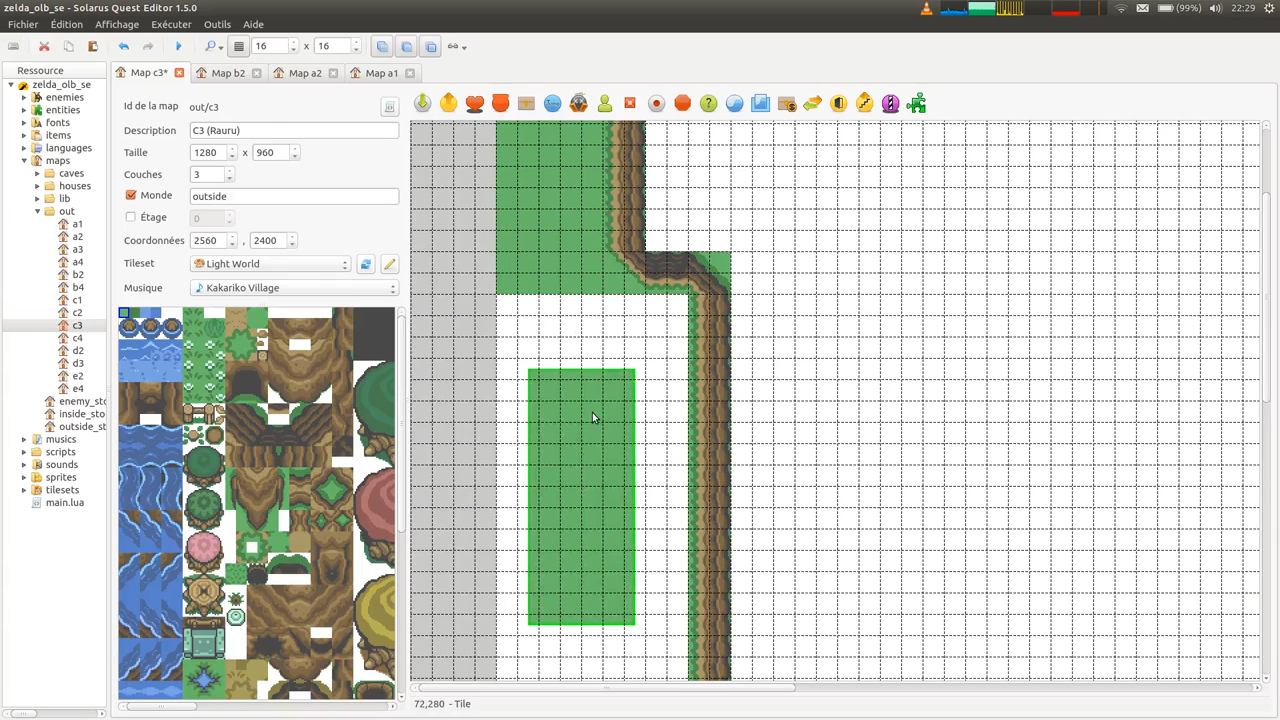 zelda_olb_se - Solarus Quest Editor 1.5.0
(99%) 22:29
Fichier Édition Affichage Exécuter Outils Aide
16 x 16
Ressource
zelda_olb_se
enemies
entities
fonts
items
languages
maps
caves
houses
lib
out
a1
a2
a3
a4
b2
b4
c1
c2
c3
c4
d2
d3
e2
e4
enemy_sto
inside_sto
outside_st
musics
scripts
sounds
sprites
tilesets
main.lua
Map c3* Map b2 Map a2 Map a1
Id de la map out/c3
Description C3 (Rauru)
Taille 1280 x 960
Couches 3
Monde outside
Étage 0
Coordonnées 2560 , 2400
Tileset Light World
Musique Kakariko Village
72,280 - Tile